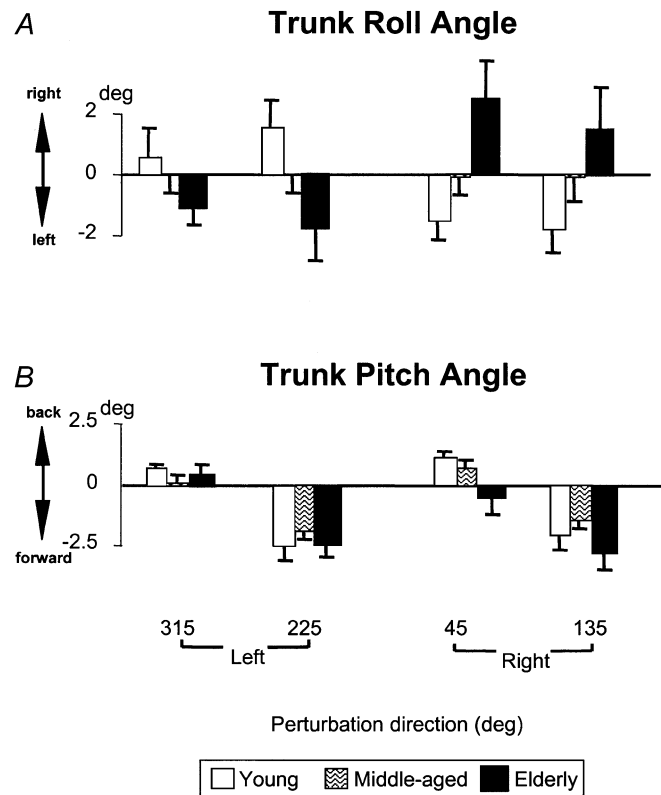 A
Trunk Roll Angle
right
deg
2
0
-2
left
B
Trunk Pitch Angle
back
2.5 deg
0
-2.5
forward
315 225 45 135
Left Right
Perturbation direction (deg)
Young Middle-aged Elderly